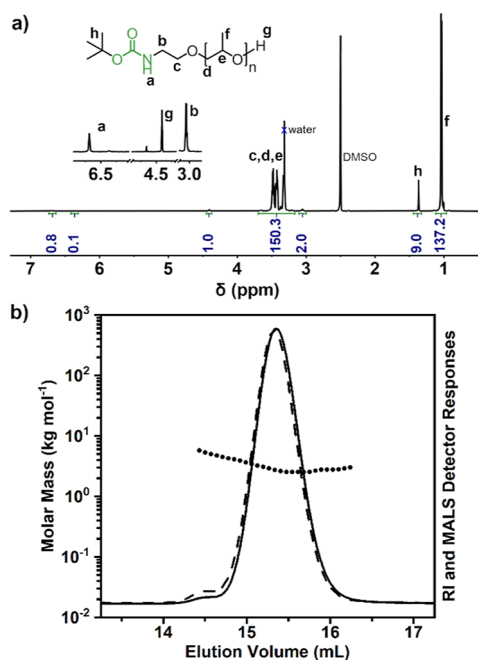 a)
h
O
O
N
H
a
b
c
O
d
f
e
O
n
H
g
a
g
b
6.5
4.5
3.0
c,d,e
water
DMSO
h
f
0.8
0.1
1.0
150.3
2.0
9.0
137.2
7 6 5 4 3 2 1
δ (ppm)
b)
10³
10²
10¹
10⁰
10⁻¹
10⁻²
Molar Mass (kg mol⁻¹)
RI and MALS Detector Responses
14 15 16 17
Elution Volume (mL)